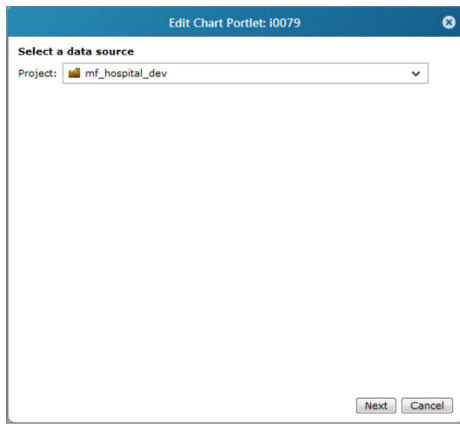 Edit Chart Portlet: i0079
Select a data source
Project: mf_hospital_dev
Next Cancel